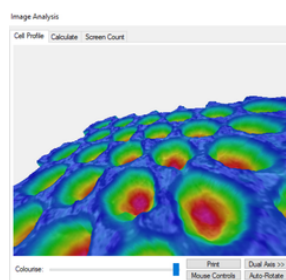 Image Analysis
Cell Profile Calculate Screen Count
Colourise: Print Dual Axis >>
Mouse Controls Auto-Rotate